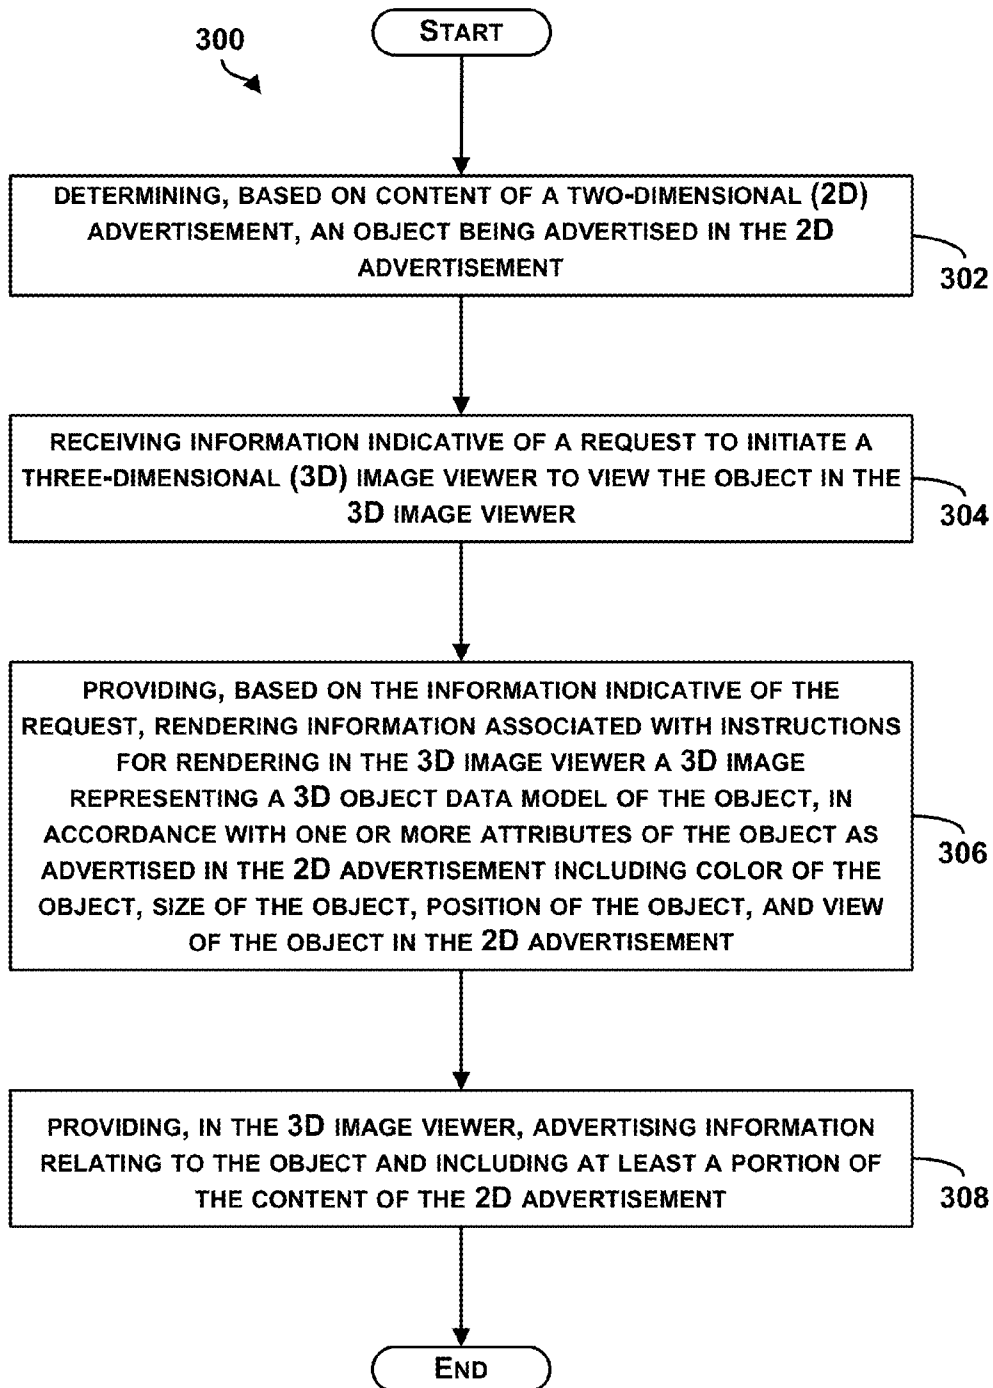 300
START
DETERMINING, BASED ON CONTENT OF A TWO-DIMENSIONAL (2D)
ADVERTISEMENT, AN OBJECT BEING ADVERTISED IN THE 2D
ADVERTISEMENT
302
RECEIVING INFORMATION INDICATIVE OF A REQUEST TO INITIATE A
THREE-DIMENSIONAL (3D) IMAGE VIEWER TO VIEW THE OBJECT IN THE
3D IMAGE VIEWER
304
PROVIDING, BASED ON THE INFORMATION INDICATIVE OF THE
REQUEST, RENDERING INFORMATION ASSOCIATED WITH INSTRUCTIONS
FOR RENDERING IN THE 3D IMAGE VIEWER A 3D IMAGE
REPRESENTING A 3D OBJECT DATA MODEL OF THE OBJECT, IN
ACCORDANCE WITH ONE OR MORE ATTRIBUTES OF THE OBJECT AS
ADVERTISED IN THE 2D ADVERTISEMENT INCLUDING COLOR OF THE
OBJECT, SIZE OF THE OBJECT, POSITION OF THE OBJECT, AND VIEW
OF THE OBJECT IN THE 2D ADVERTISEMENT
306
PROVIDING, IN THE 3D IMAGE VIEWER, ADVERTISING INFORMATION
RELATING TO THE OBJECT AND INCLUDING AT LEAST A PORTION OF
THE CONTENT OF THE 2D ADVERTISEMENT
308
END